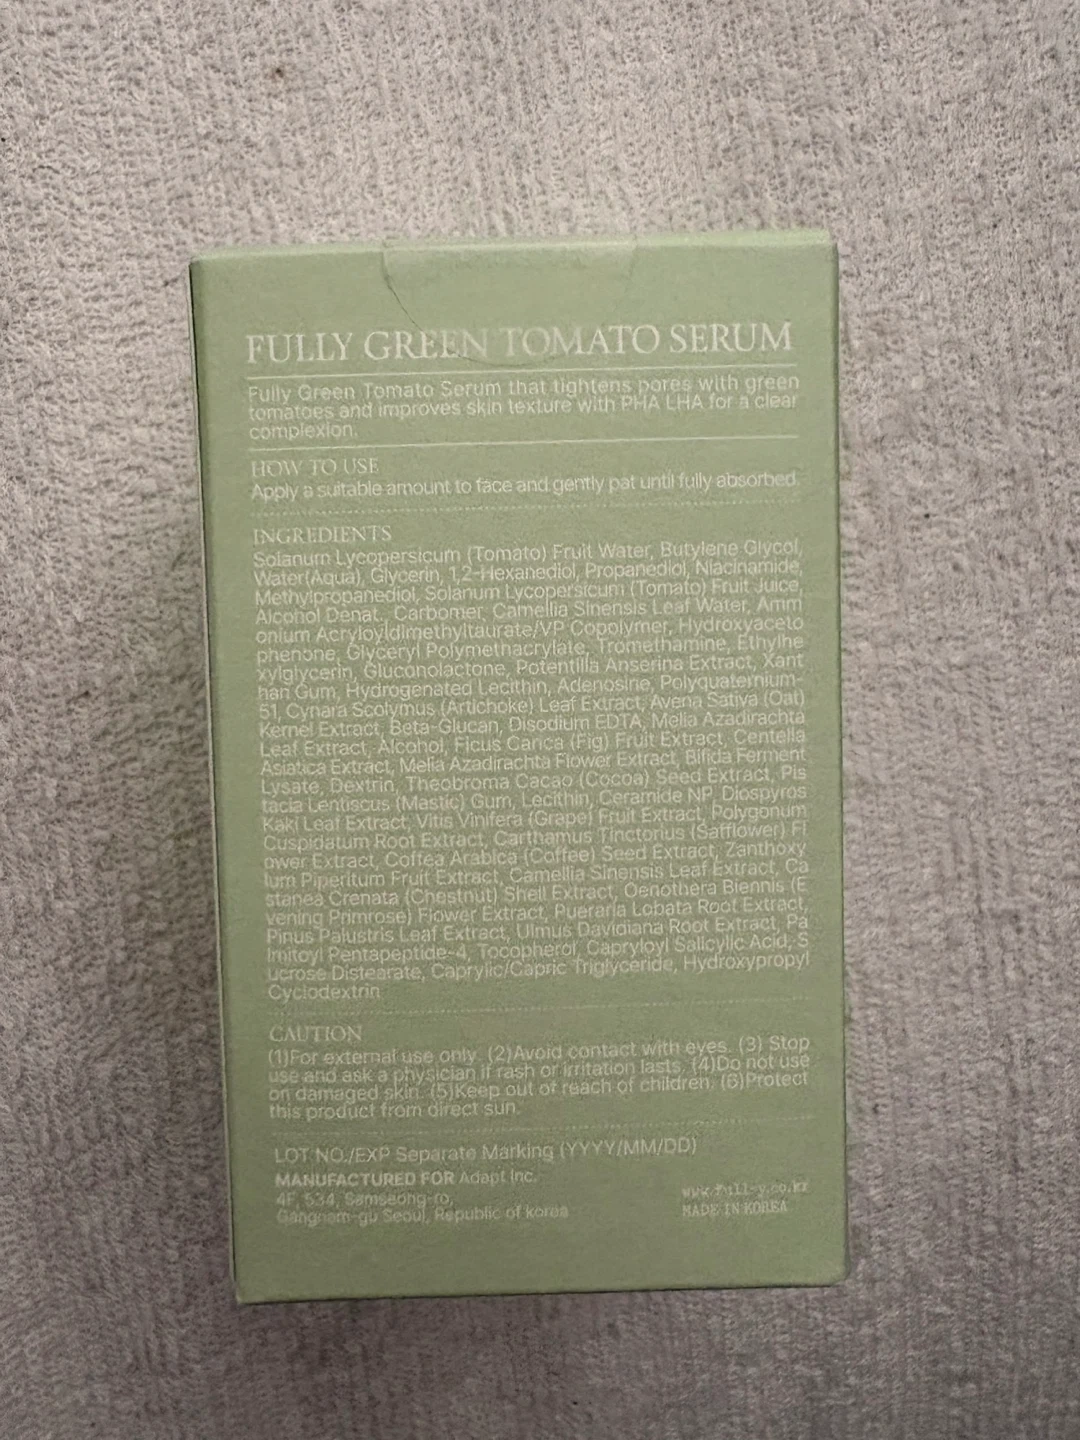 FULLY GREEN TOMATO SERUM
Fully Green Tomato Serum that tightens pores with green
tomatoes and improves skin texture with PHA LHA for a clear
complexion.
HOW TO USE
Apply a suitable amount to face and gently pat until fully absorbed.
INGREDIENTS
Solanum Lycopersicum (Tomato) Fruit Water, Butylene Glycol,
Water(Aqua), Glycerin, 1,2-Hexanediol, Propanediol, Niacinamide,
Methylpropanediol, Solanum Lycopersicum (Tomato) Fruit Juice,
Alcohol Denat., Carbomer, Camellia Sinensis Leaf Water, Amm
onium Acryloyldimethyltaurate/VP Copolymer, Hydroxyaceto
phenone, Glyceryl Polymethacrylate, Tromethamine, Ethylhe
xylglycerin, Gluconolactone, Potentilla Anserina Extract, Xant
han Gum, Hydrogenated Lecithin, Adenosine, Polyquaternium-
51, Cynara Scolymus (Artichoke) Leaf Extract, Avena Sativa (Oat)
Kernel Extract, Beta-Glucan, Disodium EDTA, Melia Azadirachta
Leaf Extract, Alcohol, Ficus Carica (Fig) Fruit Extract, Centella
Asiatica Extract, Melia Azadirachta Flower Extract, Bifida Ferment
Lysate, Dextrin, Theobroma Cacao (Cocoa) Seed Extract, Pis
tacia Lentiscus (Mastic) Gum, Lecithin, Ceramide NP, Diospyros
Kaki Leaf Extract, Vitis Vinifera (Grape) Fruit Extract, Polygonum
Cuspidatum Root Extract, Carthamus Tinctorius (Safflower) Fl
ower Extract, Coffea Arabica (Coffee) Seed Extract, Zanthoxy
lum Piperitum Fruit Extract, Camellia Sinensis Leaf Extract, Ca
stanea Crenata (Chestnut) Shell Extract, Oenothera Biennis (E
vening Primrose) Flower Extract, Pueraria Lobata Root Extract,
Pinus Palustris Leaf Extract, Ulmus Davidiana Root Extract, Pa
lmitoyl Pentapeptide-4, Tocopherol, Capryloyl Salicylic Acid, S
ucrose Distearate, Caprylic/Capric Triglyceride, Hydroxypropyl
Cyclodextrin
CAUTION
(1)For external use only. (2)Avoid contact with eyes. (3) Stop
use and ask a physician if rash or irritation lasts. (4)Do not use
on damaged skin. (5)Keep out of reach of children. (6)Protect
this product from direct sun.
LOT NO./EXP Separate Marking (YYYY/MM/DD)
MANUFACTURED FOR Adapt Inc.
4F, 534, Samseong-ro,
Gangnam-gu Seoul, Republic of korea
www.full-y.co.kr
MADE IN KOREA